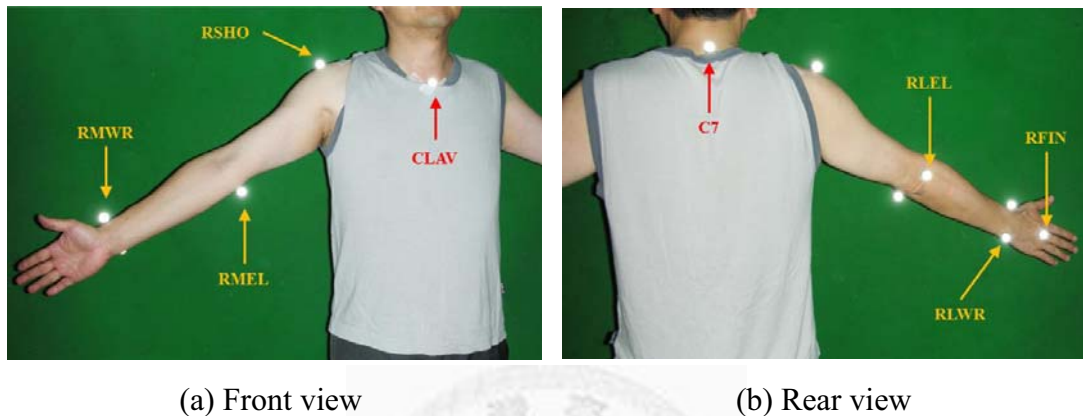 RSHO
RMWR
CLAV
RMEL
C7
RLEL
RFIN
RLWR
(a) Front view
(b) Rear view